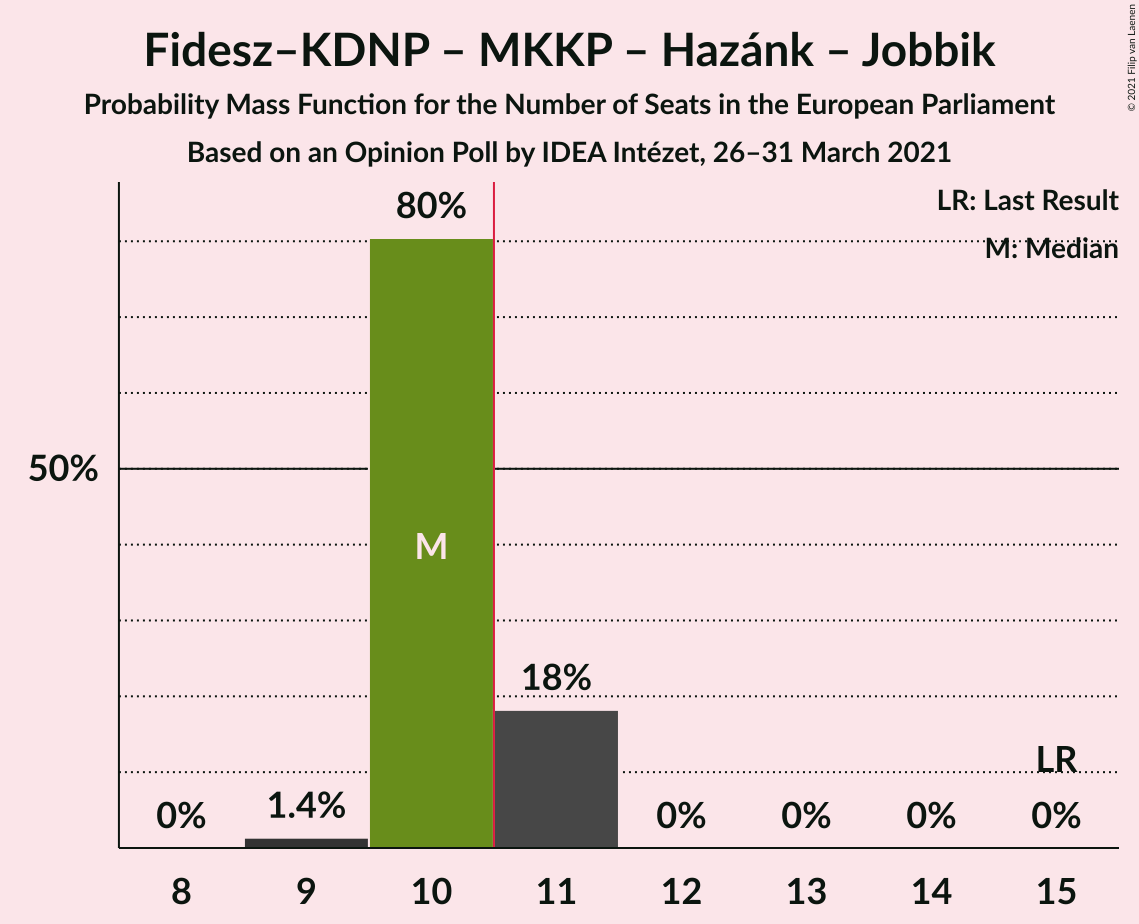 Fidesz–KDNP – MKKP – Hazánk – Jobbik
Probability Mass Function for the Number of Seats in the European Parliament
Based on an Opinion Poll by IDEA Intézet, 26–31 March 2021
© 2021 Filip van Laenen
LR: Last Result
M: Median
80%
50%
M
18%
LR
0%
1.4%
0%
0%
0%
0%
8
9
10
11
12
13
14
15